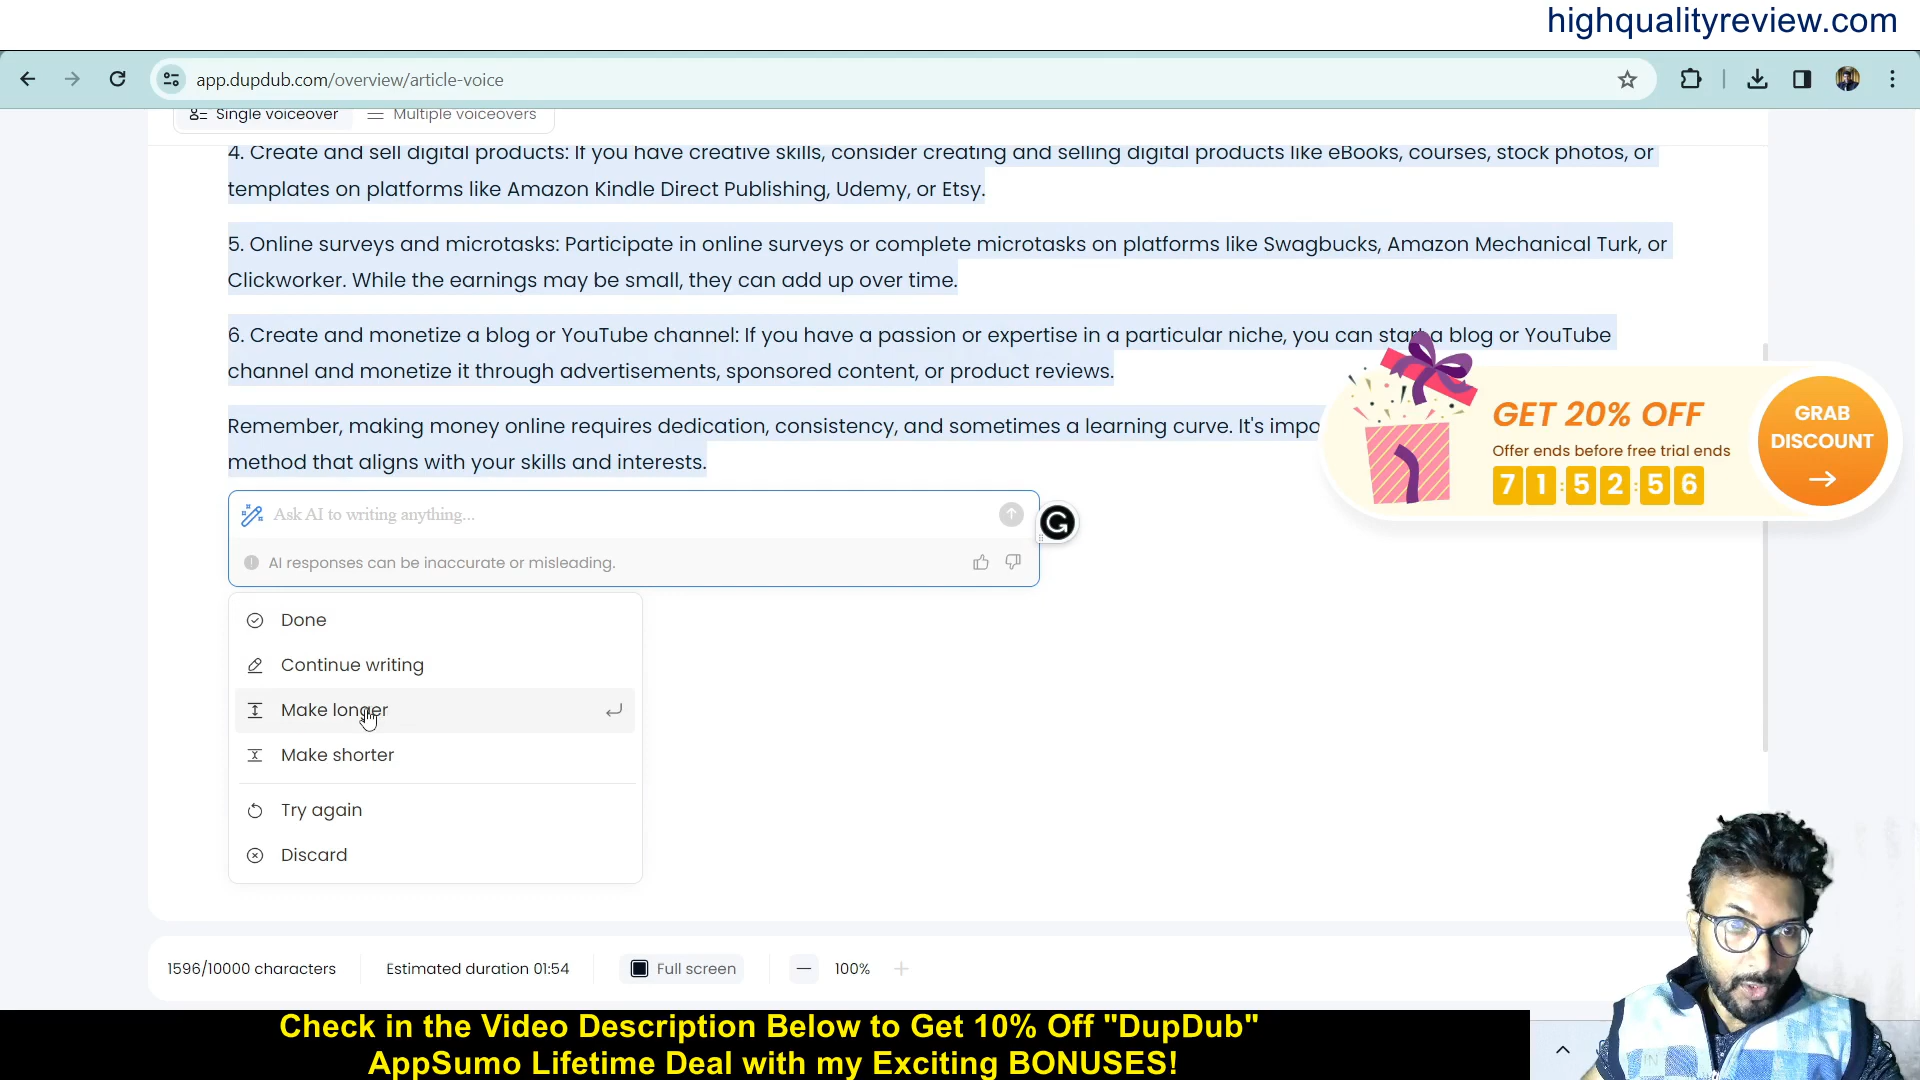 highqualityreview.com
app.dupdub.com/overview/article-voice
Single voiceover
Multiple voiceovers
4. Create and sell digital products: If you have creative skills, consider creating and selling digital products like eBooks, courses, stock photos, or
templates on platforms like Amazon Kindle Direct Publishing, Udemy, or Etsy.
5. Online surveys and microtasks: Participate in online surveys or complete microtasks on platforms like Swagbucks, Amazon Mechanical Turk, or
Clickworker. While the earnings may be small, they can add up over time.
6. Create and monetize a blog or YouTube channel: If you have a passion or expertise in a particular niche, you can start a blog or YouTube
channel and monetize it through advertisements, sponsored content, or product reviews.
Remember, making money online requires dedication, consistency, and sometimes a learning curve. It's impo
method that aligns with your skills and interests.
GET 20% OFF
Offer ends before free trial ends
71:52:56
GRAB
DISCOUNT
Ask AI to writing anything...
AI responses can be inaccurate or misleading.
Done
Continue writing
Make longer
Make shorter
Try again
Discard
1596/10000 characters
Estimated duration 01:54
Full screen
100%
Check in the Video Description Below to Get 10% Off "DupDub"
AppSumo Lifetime Deal with my Exciting BONUSES!